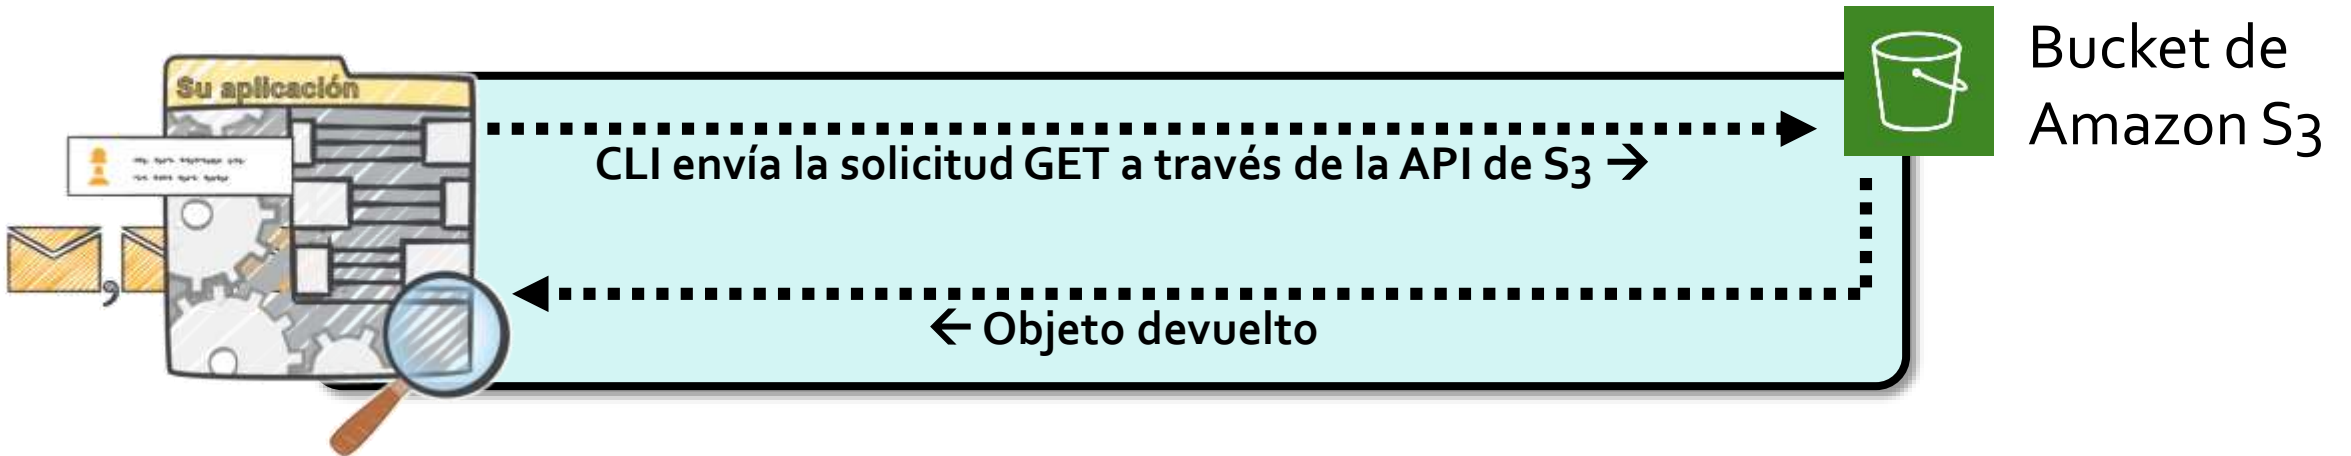 Su aplicación
Bucket de
Amazon S3
CLI envía la solicitud GET a través de la API de S3 →
← Objeto devuelto